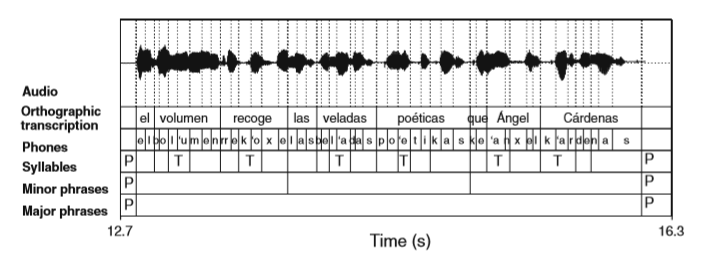 Audio
Orthographic transcription el volumen recoge las veladas poéticas que Ángel Cárdenas
Phones e l b o l 'u m e n r e k 'o x e l a s b e l 'a d a s p o 'e t i k a s k e 'a n x e l k 'a r d e n a s
Syllables P T T T T T T P
Minor phrases P P
Major phrases P P
12.7 16.3
Time (s)